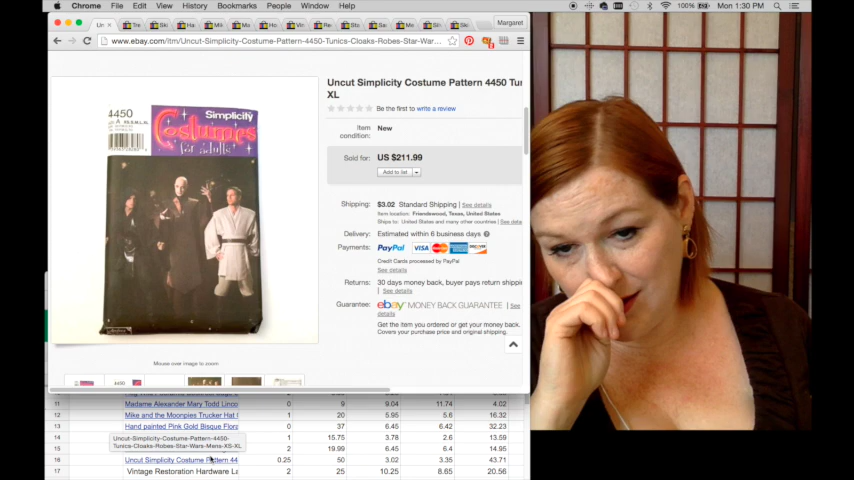 Chrome File Edit View History Bookmarks People Window Help
100% Mon 1:30 PM
Margaret
www.ebay.com/itm/Uncut-Simplicity-Costume-Pattern-4450-Tunics-Cloaks-Robes-Star-War...
4450
Simplicity
A
Costumes
for adults
Uncut Simplicity Costume Pattern 4450 Tu
XL
Be the first to write a review
Item condition: New
Sold for: US $211.99
Add to list
Shipping: $3.02 Standard Shipping | See details
Item location: Friendswood, Texas, United States
Ships to: United States and many other countries | See deta
Delivery: Estimated within 6 business days
Payments: PayPal VISA MasterCard AMERICAN EXPRESS DISCOVER
Credit Cards processed by PayPal
See details
Returns: 30 days money back, buyer pays return shippin
| See details
Guarantee: ebay MONEY BACK GUARANTEE | See
details
Get the item you ordered or get your money back.
Covers your purchase price and original shipping.
Mouse over image to zoom
11 Madame Alexander Mary Todd Linco 0 9 9.04 11.74 4.02
12 Mike and the Moonpies Trucker Hat 1 20 5.95 5.6 16.32
13 Hand painted Pink Gold Bisque Flora 0 37 6.45 6.42 32.23
14 1 15.75 3.78 2.6 13.59
Uncut-Simplicity-Costume-Pattern-4450-
Tunics-Cloaks-Robes-Star-Wars-Mens-XS-XL
15 2 19.99 6.45 6.4 14.95
16 Uncut Simplicity Costume Pattern 44 0.25 50 3.02 3.35 43.71
17 Vintage Restoration Hardware La 2 25 10.25 8.65 20.56